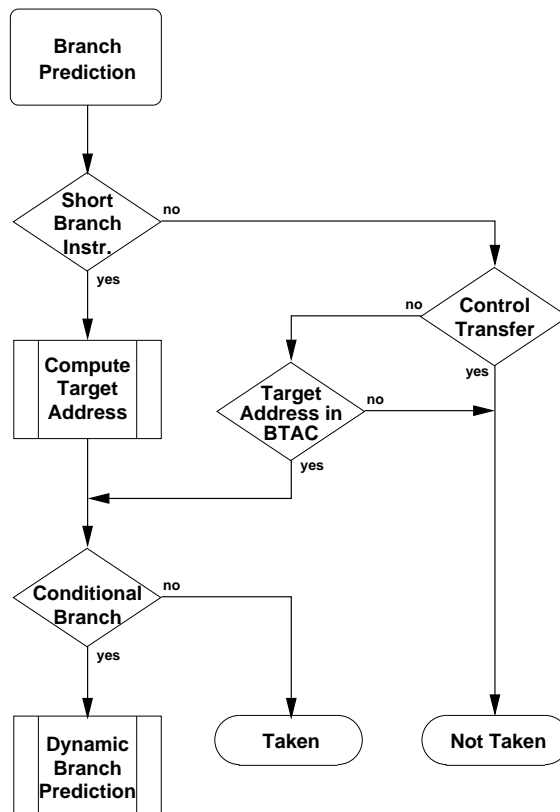 Branch
Prediction
Short
Branch
Instr.
no
yes
Control
Transfer
no
yes
Compute
Target
Address
Target
Address in
BTAC
no
yes
Conditional
Branch
no
yes
Dynamic
Branch
Prediction
Taken
Not Taken